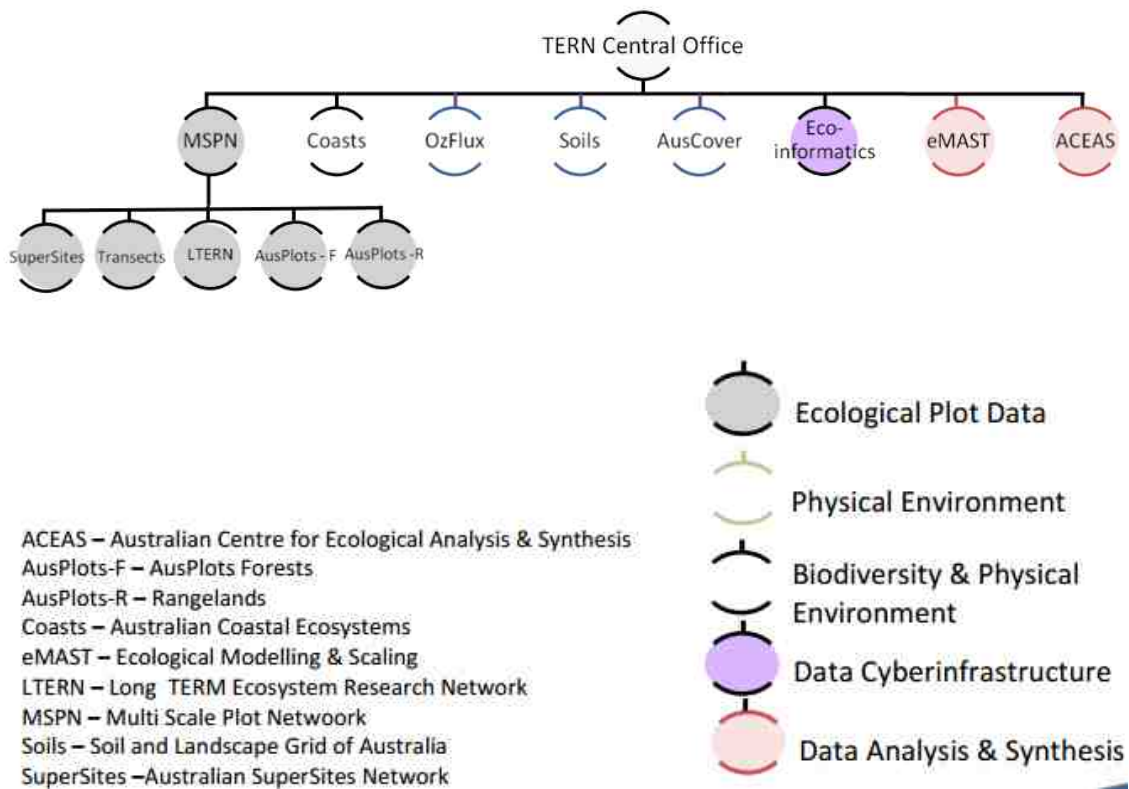 TERN Central Office
MSPN
Coasts
OzFlux
Soils
AusCover
Eco-
informatics
eMAST
ACEAS
SuperSites
Transects
LTERN
AusPlots - F
AusPlots -R
Ecological Plot Data
Physical Environment
Biodiversity & Physical
Environment
Data Cyberinfrastructure
Data Analysis & Synthesis
ACEAS – Australian Centre for Ecological Analysis & Synthesis
AusPlots-F – AusPlots Forests
AusPlots-R – Rangelands
Coasts – Australian Coastal Ecosystems
eMAST – Ecological Modelling & Scaling
LTERN – Long TERM Ecosystem Research Network
MSPN – Multi Scale Plot Netwoork
Soils – Soil and Landscape Grid of Australia
SuperSites –Australian SuperSites Network